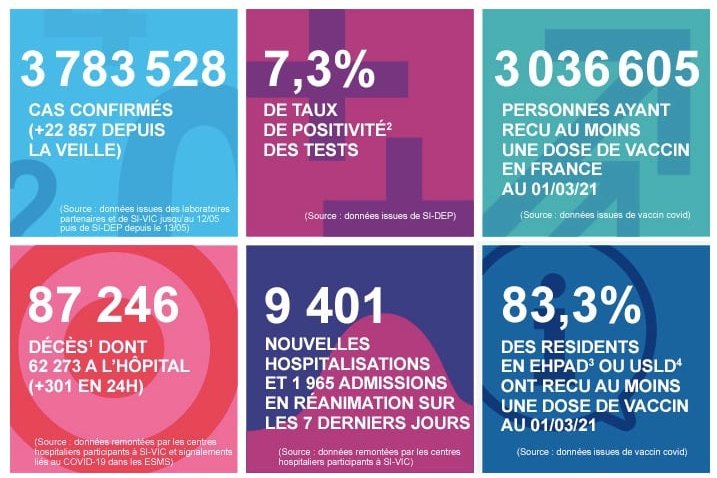 3 783 528
CAS CONFIRMÉS
(+22 857 DEPUIS
LA VEILLE)
(Source : données issues des laboratoires
partenaires et de SI-VIC jusqu'au 12/05
puis de SI-DEP depuis le 13/05)
7,3%
DE TAUX
DE POSITIVITÉ²
DES TESTS
(Source : données issues de SI-DEP)
3 036 605
PERSONNES AYANT
RECU AU MOINS
UNE DOSE DE VACCIN
EN FRANCE
AU 01/03/21
(Source : données issues de vaccin covid)
87 246
DÉCÈS¹ DONT
62 273 A L'HÔPITAL
(+301 EN 24H)
(Source : données remontées par les centres
hospitaliers participants à SI-VIC et signalements
liés au COVID-19 dans les ESMS)
9 401
NOUVELLES
HOSPITALISATIONS
ET 1 965 ADMISSIONS
EN RÉANIMATION SUR
LES 7 DERNIERS JOURS
(Source : données remontées par les centres
hospitaliers participants à SI-VIC)
83,3%
DES RESIDENTS
EN EHPAD³ OU USLD⁴
ONT RECU AU MOINS
UNE DOSE DE VACCIN
AU 01/03/21
(Source : données issues de vaccin covid)